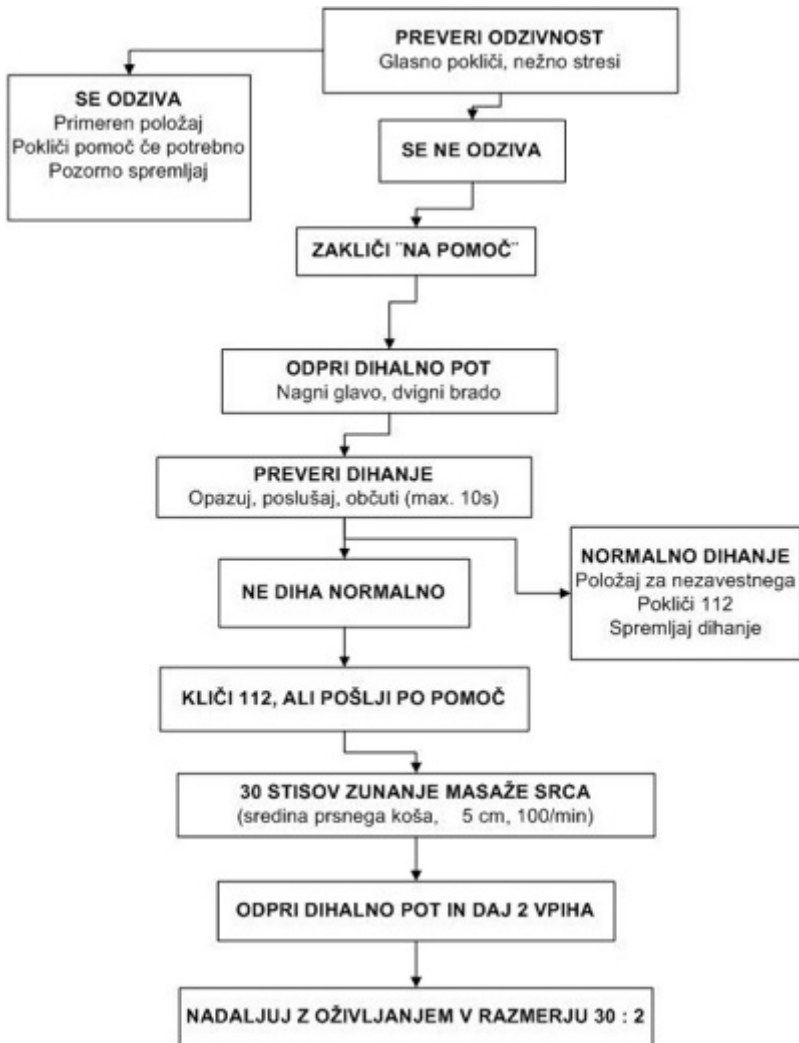 PREVERI ODZIVNOST
Glasno pokliči, nežno stresi
SE ODZIVA
Primeren položaj
Pokliči pomoč če potrebno
Pozorno spremljaj
SE NE ODZIVA
ZAKLIČI ¨NA POMOČ¨
ODPRI DIHALNO POT
Nagni glavo, dvigni brado
PREVERI DIHANJE
Opazuj, poslušaj, občuti (max. 10s)
NORMALNO DIHANJE
Položaj za nezavestnega
Pokliči 112
Spremljaj dihanje
NE DIHA NORMALNO
KLIČI 112, ALI POŠLJI PO POMOČ
30 STISOV ZUNANJE MASAŽE SRCA
(sredina prsnega koša, 5 cm, 100/min)
ODPRI DIHALNO POT IN DAJ 2 VPIHA
NADALJUJ Z OŽIVLJANJEM V RAZMERJU 30 : 2